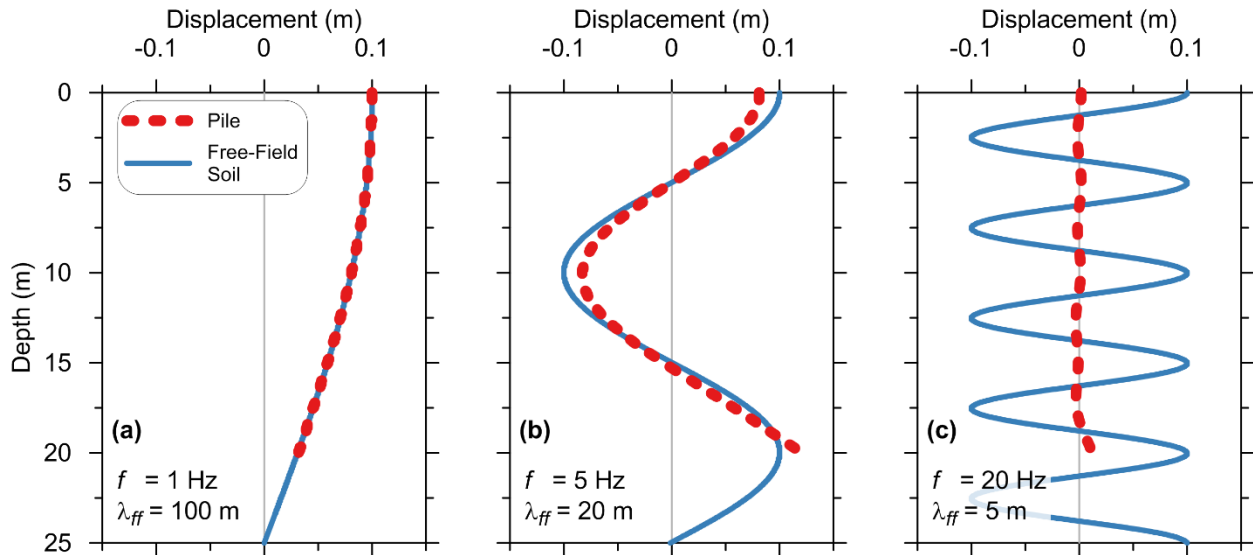 Displacement (m)
-0.1 0 0.1
Displacement (m)
-0.1 0 0.1
Displacement (m)
-0.1 0 0.1
Depth (m)
0
5
10
15
20
25
Pile
Free-Field
Soil
(a)
f = 1 Hz
λff = 100 m
(b)
f = 5 Hz
λff = 20 m
(c)
f = 20 Hz
λff = 5 m